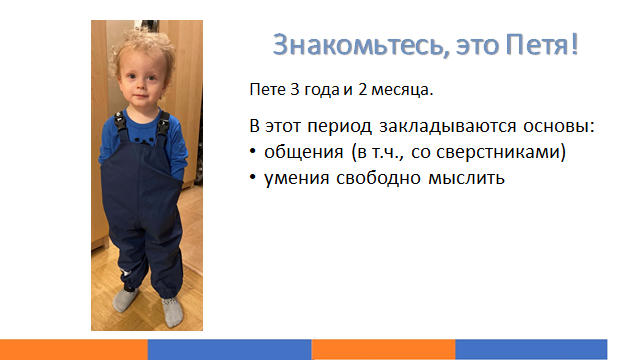 Знакомьтесь, это Петя!
Пете 3 года и 2 месяца.
В этот период закладываются основы:
• общения (в т.ч., со сверстниками)
• умения свободно мыслить